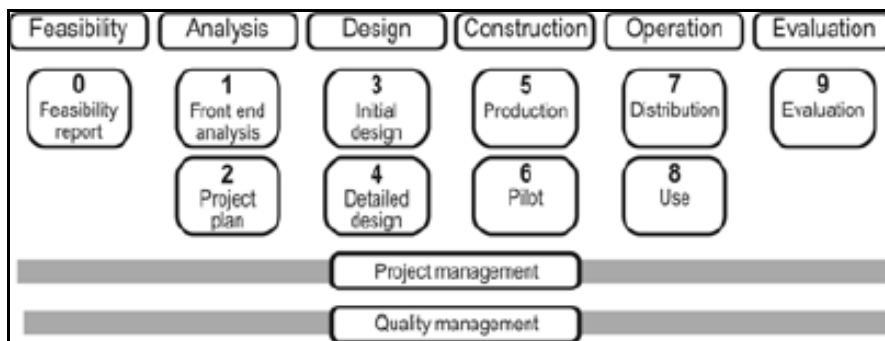 Feasibility Analysis Design Construction Operation Evaluation
0 1 3 5 7 9
Feasibility Front end Initial Production Distribution Evaluation
report analysis design
2 4 6 8
Project Detailed Pilot Use
plan design
Project management
Quality management